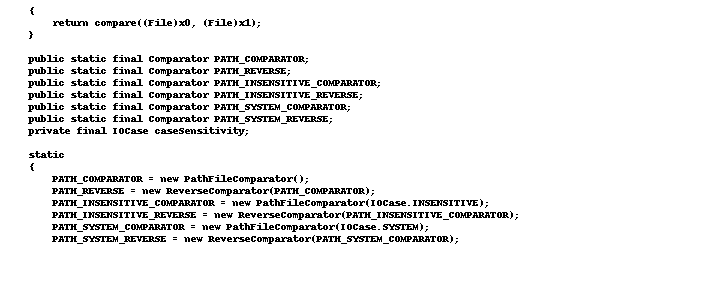 {
return compare((File)x0, (File)x1);
}
public static final Comparator PATH_COMPARATOR;
public static final Comparator PATH_REVERSE;
public static final Comparator PATH_INSENSITIVE_COMPARATOR;
public static final Comparator PATH_INSENSITIVE_REVERSE;
public static final Comparator PATH_SYSTEM_COMPARATOR;
public static final Comparator PATH_SYSTEM_REVERSE;
private final IOCase caseSensitivity;
static
{
PATH_COMPARATOR = new PathFileComparator();
PATH_REVERSE = new ReverseComparator(PATH_COMPARATOR);
PATH_INSENSITIVE_COMPARATOR = new PathFileComparator(IOCase.INSENSITIVE);
PATH_INSENSITIVE_REVERSE = new ReverseComparator(PATH_INSENSITIVE_COMPARATOR);
PATH_SYSTEM_COMPARATOR = new PathFileComparator(IOCase.SYSTEM);
PATH_SYSTEM_REVERSE = new ReverseComparator(PATH_SYSTEM_COMPARATOR);